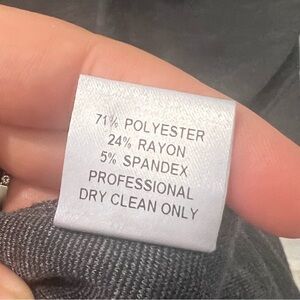 71% POLYESTER
24% RAYON
5% SPANDEX
PROFESSIONAL
DRY CLEAN ONLY